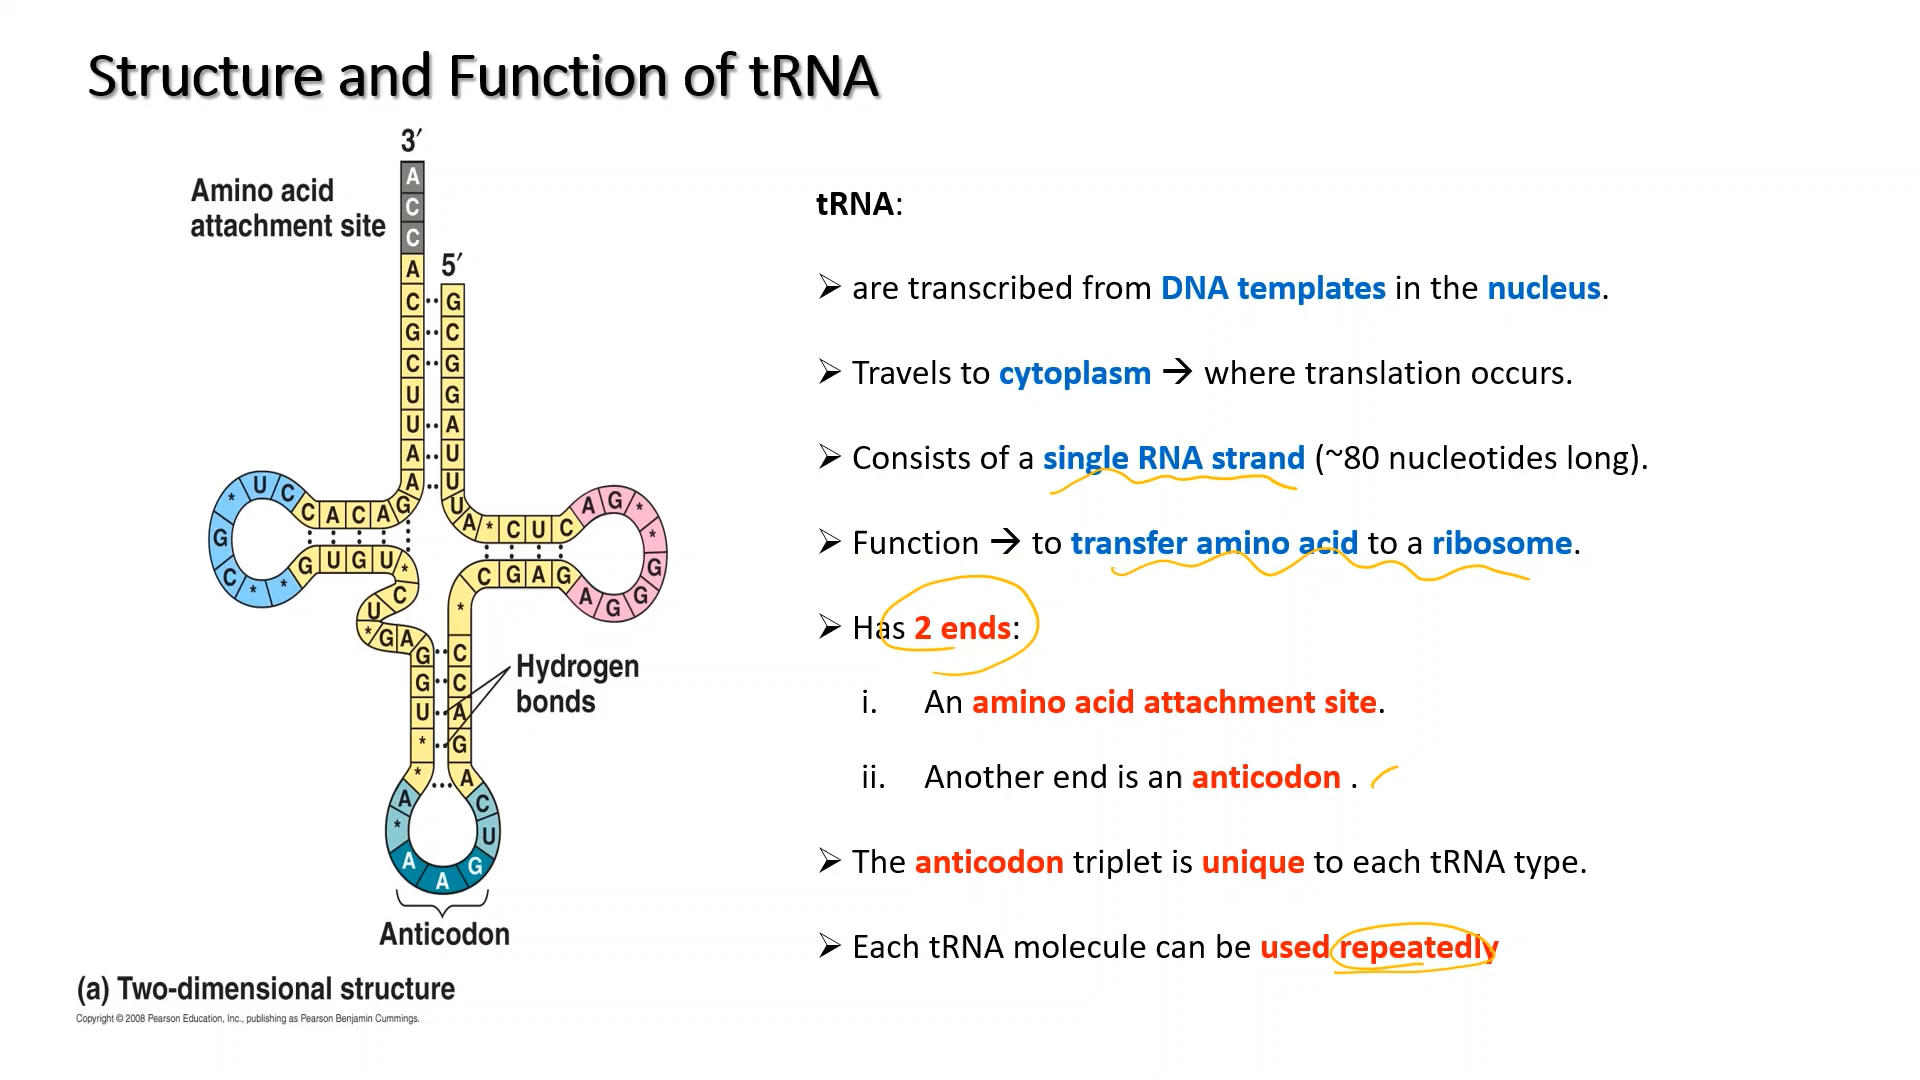 Structure and Function of tRNA
3′
Amino acid
attachment site
A
C
C
A
5′
C G
G C
C G
U G
U A
A U
A U
* U C C A C A G
U A * C U C A G *
G
*
G U G U *
C G A G
G
C * *
A G G
C
U
* G A G
*
C
G C
U A
* G
* A
A C
* U
A A G
Hydrogen
bonds
Anticodon
(a) Two-dimensional structure
Copyright © 2008 Pearson Education, Inc., publishing as Pearson Benjamin Cummings.
tRNA:
➢ are transcribed from DNA templates in the nucleus.
➢ Travels to cytoplasm → where translation occurs.
➢ Consists of a single RNA strand (~80 nucleotides long).
➢ Function → to transfer amino acid to a ribosome.
➢ Has 2 ends:
i. An amino acid attachment site.
ii. Another end is an anticodon .
➢ The anticodon triplet is unique to each tRNA type.
➢ Each tRNA molecule can be used repeatedly